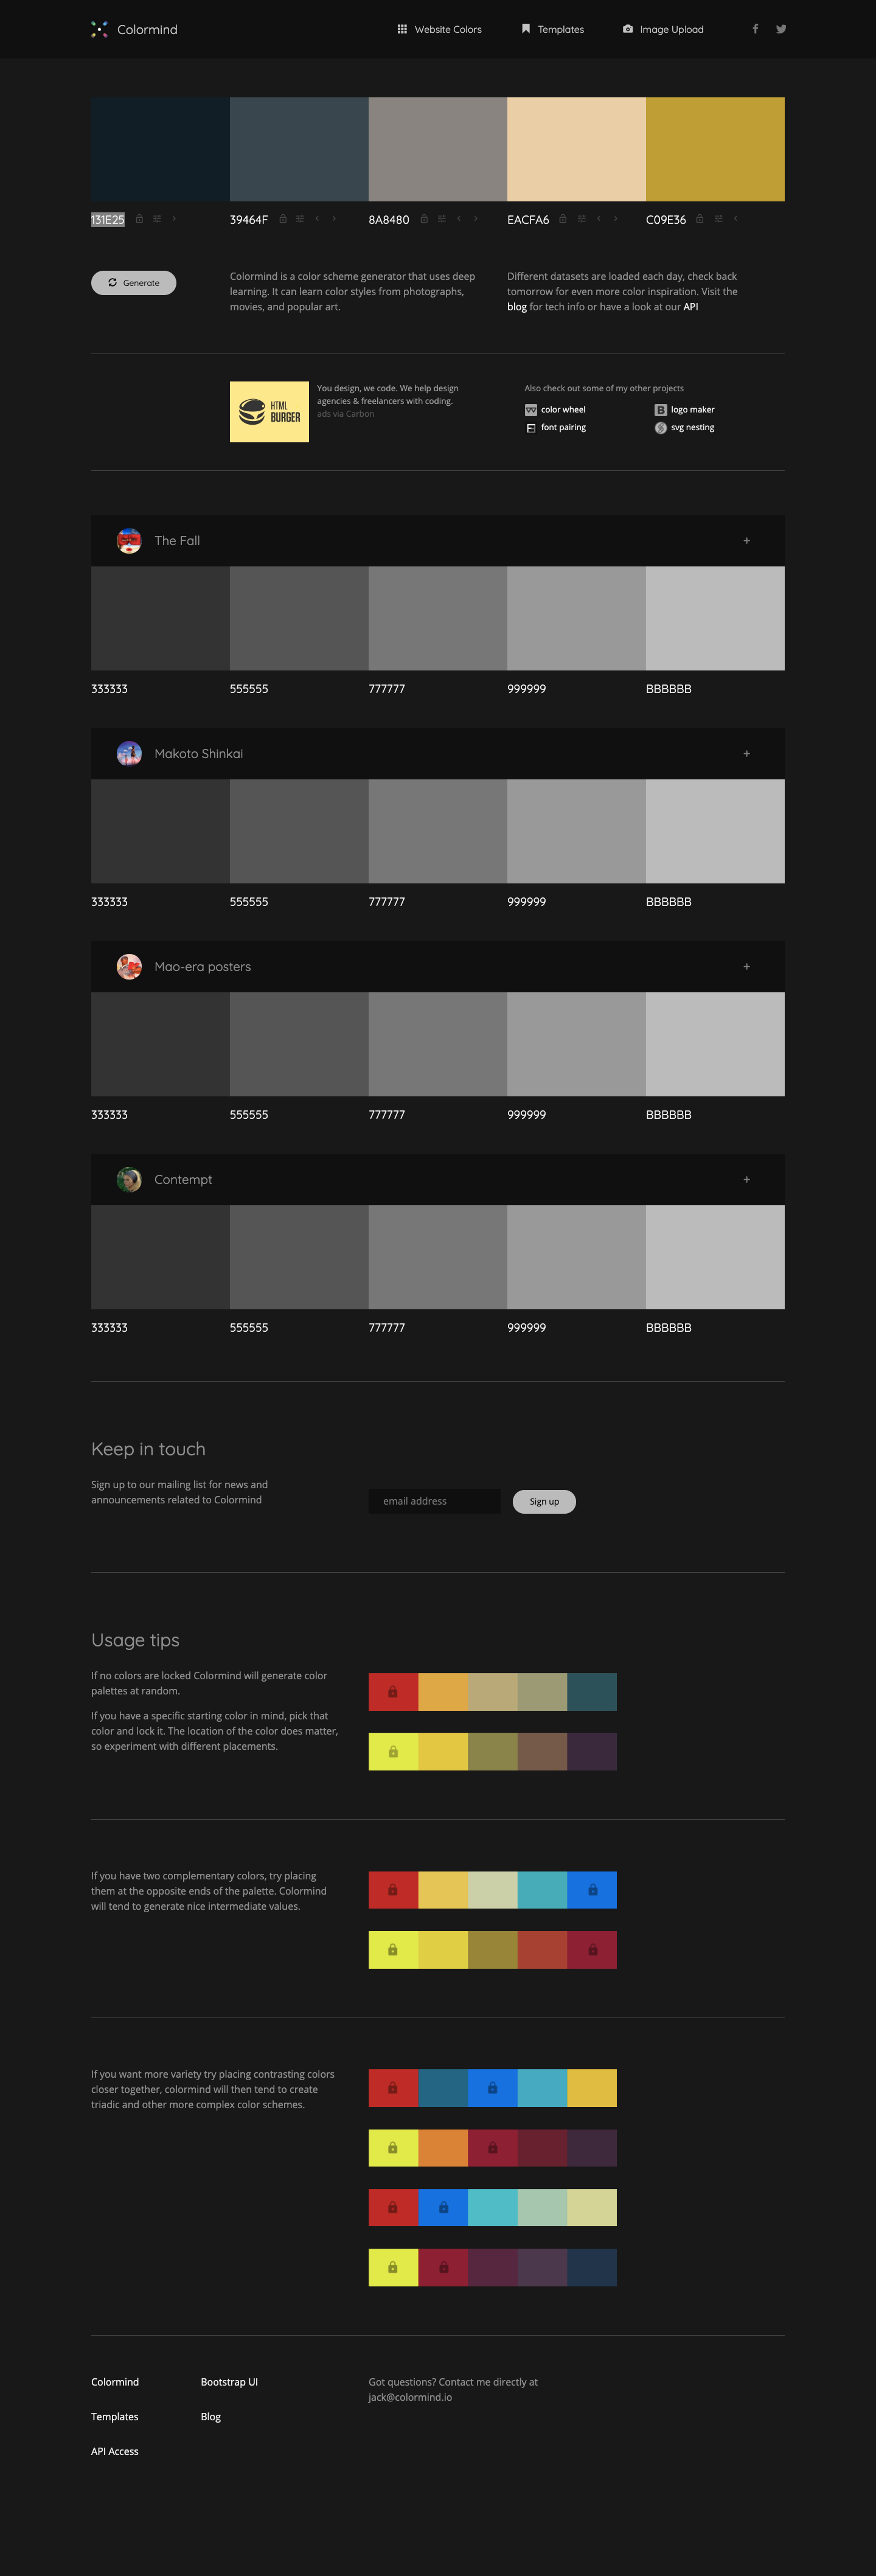 Colormind
Website Colors
Templates
Image Upload
131E25
39464F
8A8480
EACFA6
C09E36
Generate
Colormind is a color scheme generator that uses deep
learning. It can learn color styles from photographs,
movies, and popular art.
Different datasets are loaded each day, check back
tomorrow for even more color inspiration. Visit the
blog for tech info or have a look at our API
HTML
BURGER
You design, we code. We help design
agencies & freelancers with coding.
ads via Carbon
Also check out some of my other projects
color wheel
logo maker
font pairing
svg nesting
The Fall
333333
555555
777777
999999
BBBBBB
Makoto Shinkai
333333
555555
777777
999999
BBBBBB
Mao-era posters
333333
555555
777777
999999
BBBBBB
Contempt
333333
555555
777777
999999
BBBBBB
Keep in touch
Sign up to our mailing list for news and
announcements related to Colormind
email address
Sign up
Usage tips
If no colors are locked Colormind will generate color
palettes at random.
If you have a specific starting color in mind, pick that
color and lock it. The location of the color does matter,
so experiment with different placements.
If you have two complementary colors, try placing
them at the opposite ends of the palette. Colormind
will tend to generate nice intermediate values.
If you want more variety try placing contrasting colors
closer together, colormind will then tend to create
triadic and other more complex color schemes.
Colormind
Bootstrap UI
Templates
Blog
API Access
Got questions? Contact me directly at
jack@colormind.io